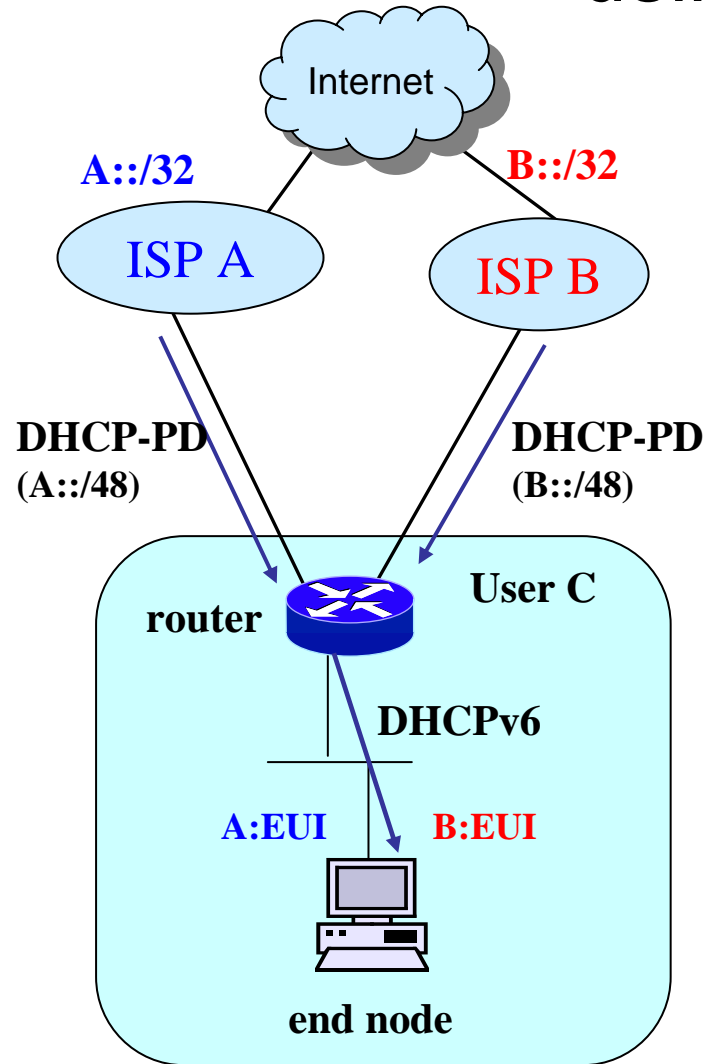 Internet
A::/32
B::/32
ISP A
ISP B
DHCP-PD
(A::/48)
DHCP-PD
(B::/48)
User C
router
DHCPv6
A:EUI
B:EUI
end node